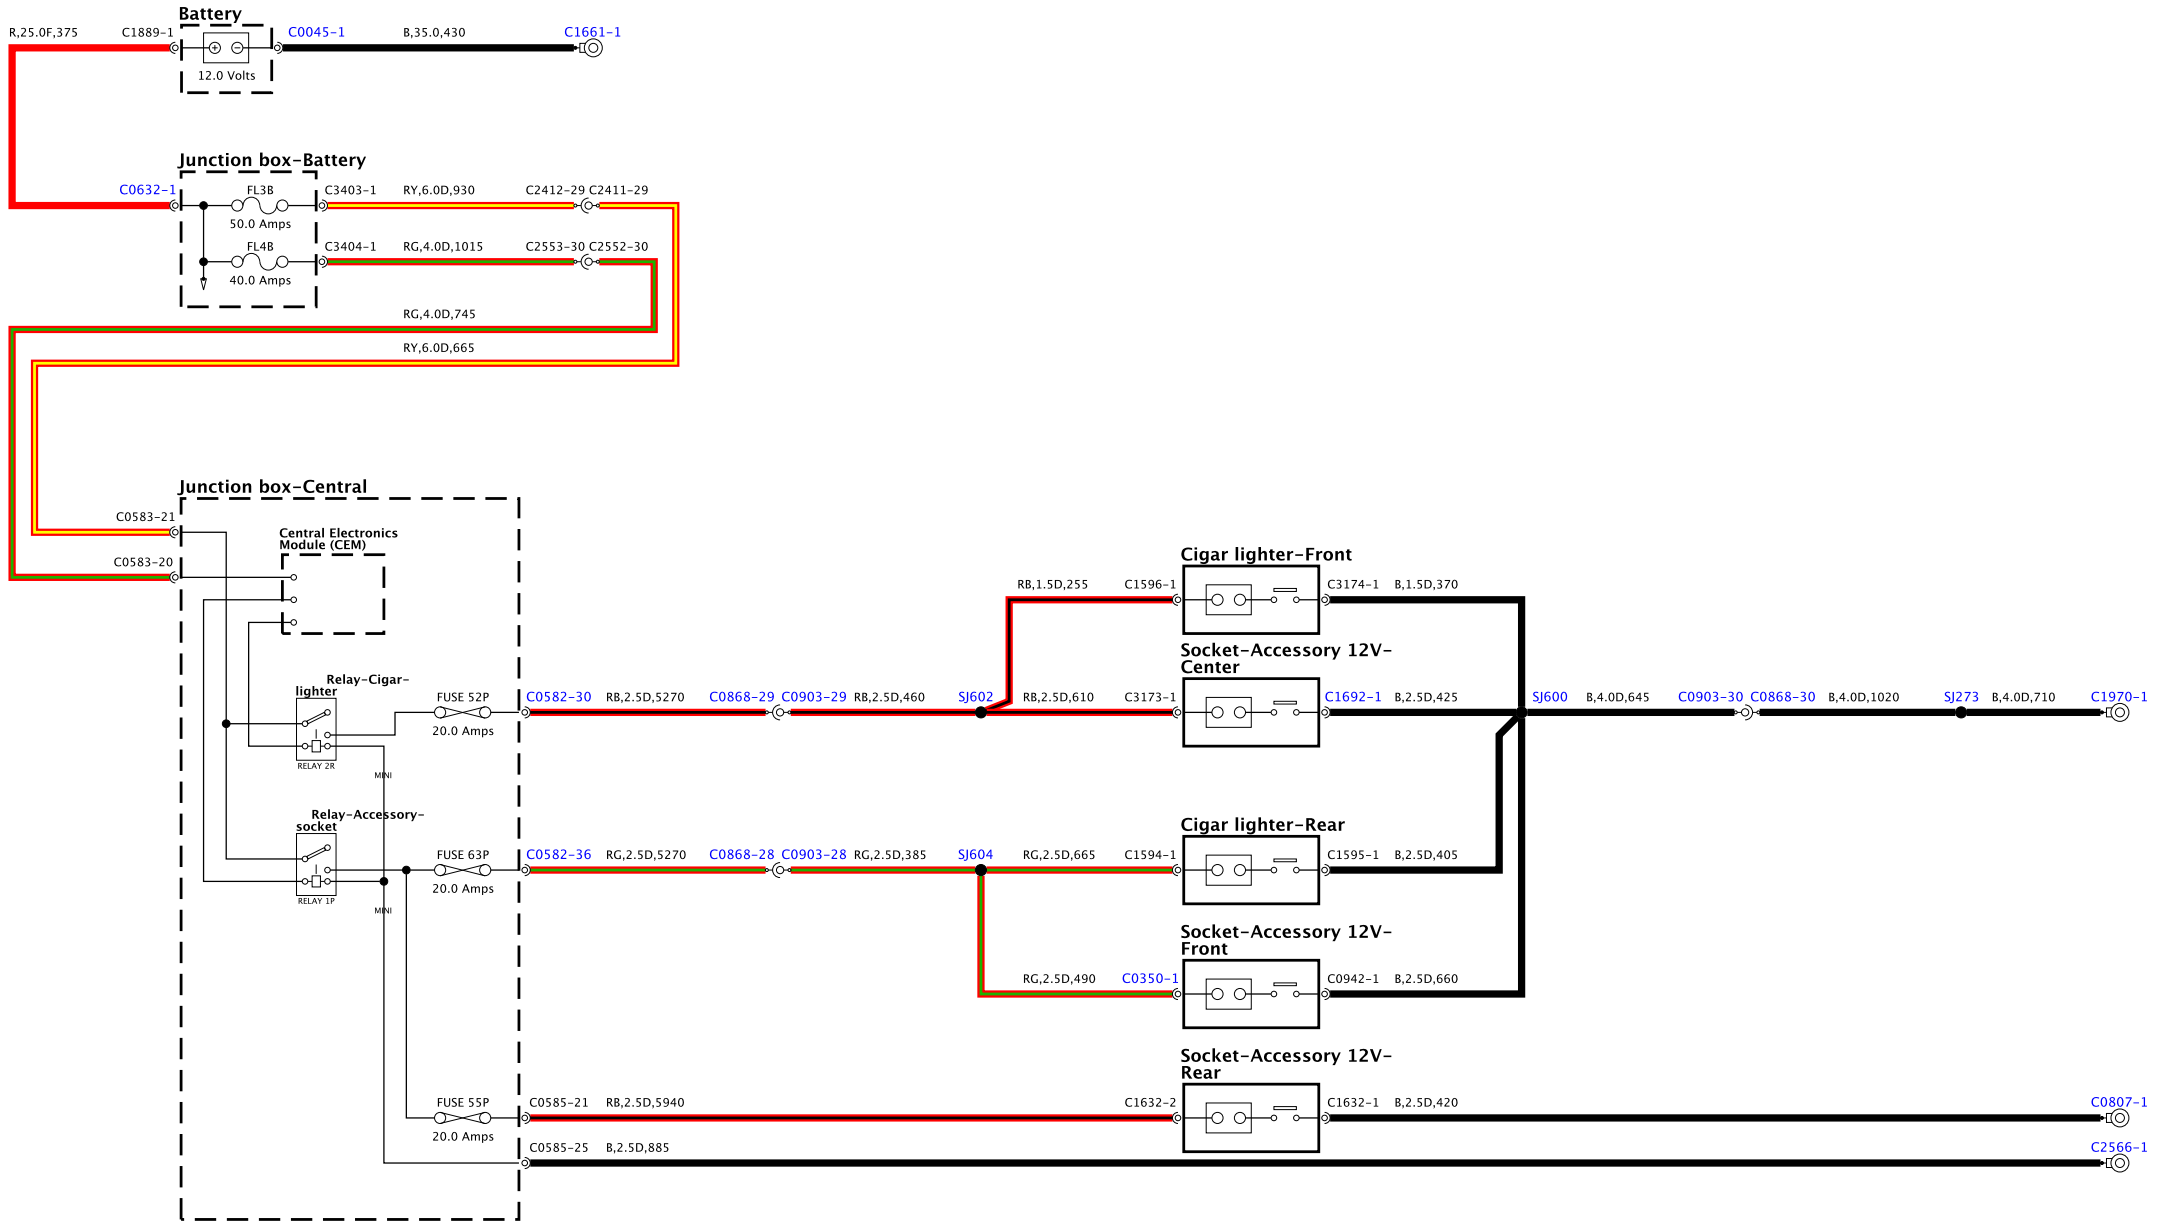 Battery
R,25.0F,375 C1889-1 C0045-1 B,35.0,430 C1661-1
12.0 Volts
Junction box-Battery
C0632-1 FL3B C3403-1 RY,6.0D,930 C2412-29 C2411-29
50.0 Amps
FL4B C3404-1 RG,4.0D,1015 C2553-30 C2552-30
40.0 Amps
RG,4.0D,745
RY,6.0D,665
Junction box-Central
C0583-21
Central Electronics
Module (CEM)
C0583-20
Cigar lighter-Front
RB,1.5D,255 C1596-1 C3174-1 B,1.5D,370
Socket-Accessory 12V-
Center
Relay-Cigar-
lighter
FUSE 52P C0582-30 RB,2.5D,5270 C0868-29 C0903-29 RB,2.5D,460 SJ602 RB,2.5D,610 C3173-1 C1692-1 B,2.5D,425 SJ600 B,4.0D,645 C0903-30 C0868-30 B,4.0D,1020 SJ273 B,4.0D,710 C1970-1
20.0 Amps
RELAY 2R
MINI
Relay-Accessory-
socket
Cigar lighter-Rear
FUSE 63P C0582-36 RG,2.5D,5270 C0868-28 C0903-28 RG,2.5D,385 SJ604 RG,2.5D,665 C1594-1 C1595-1 B,2.5D,405
20.0 Amps
RELAY 1P
MINI
Socket-Accessory 12V-
Front
RG,2.5D,490 C0350-1 C0942-1 B,2.5D,660
Socket-Accessory 12V-
Rear
FUSE 55P C0585-21 RB,2.5D,5940 C1632-2 C1632-1 B,2.5D,420 C0807-1
20.0 Amps
C0585-25 B,2.5D,885 C2566-1